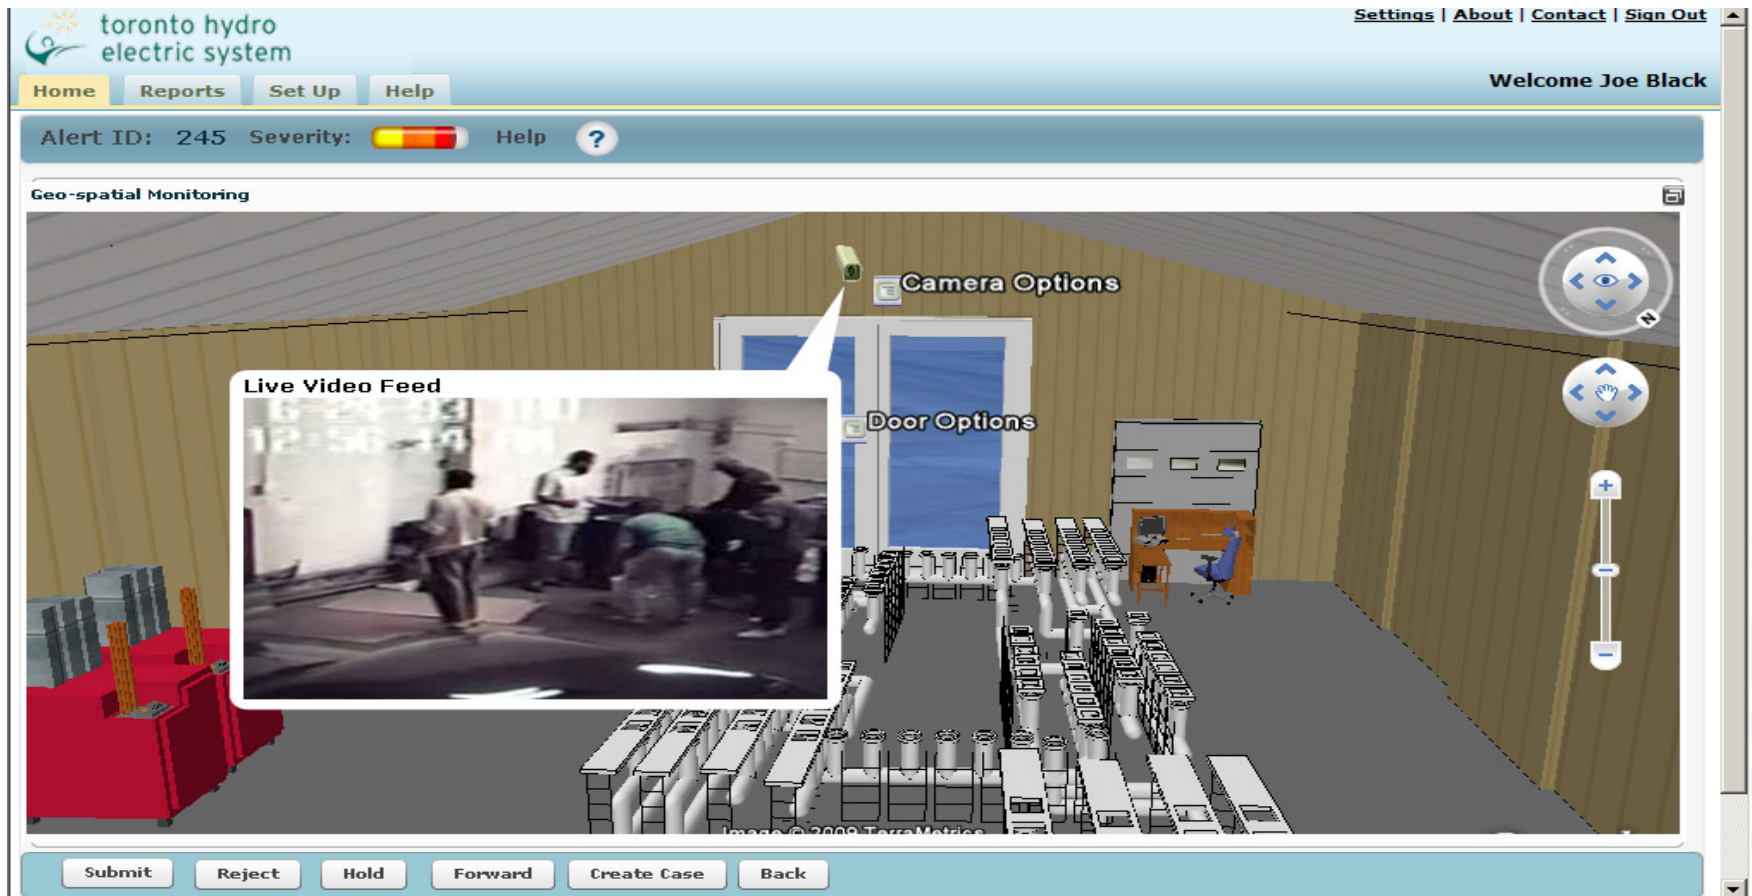 toronto hydro
electric system
Settings | About | Contact | Sign Out
Welcome Joe Black
Home Reports Set Up Help
Alert ID: 245 Severity: Help ?
Geo-spatial Monitoring
Camera Options
N
Live Video Feed
Door Options
Image © 2009 TerraMetrics
Submit Reject Hold Forward Create Case Back